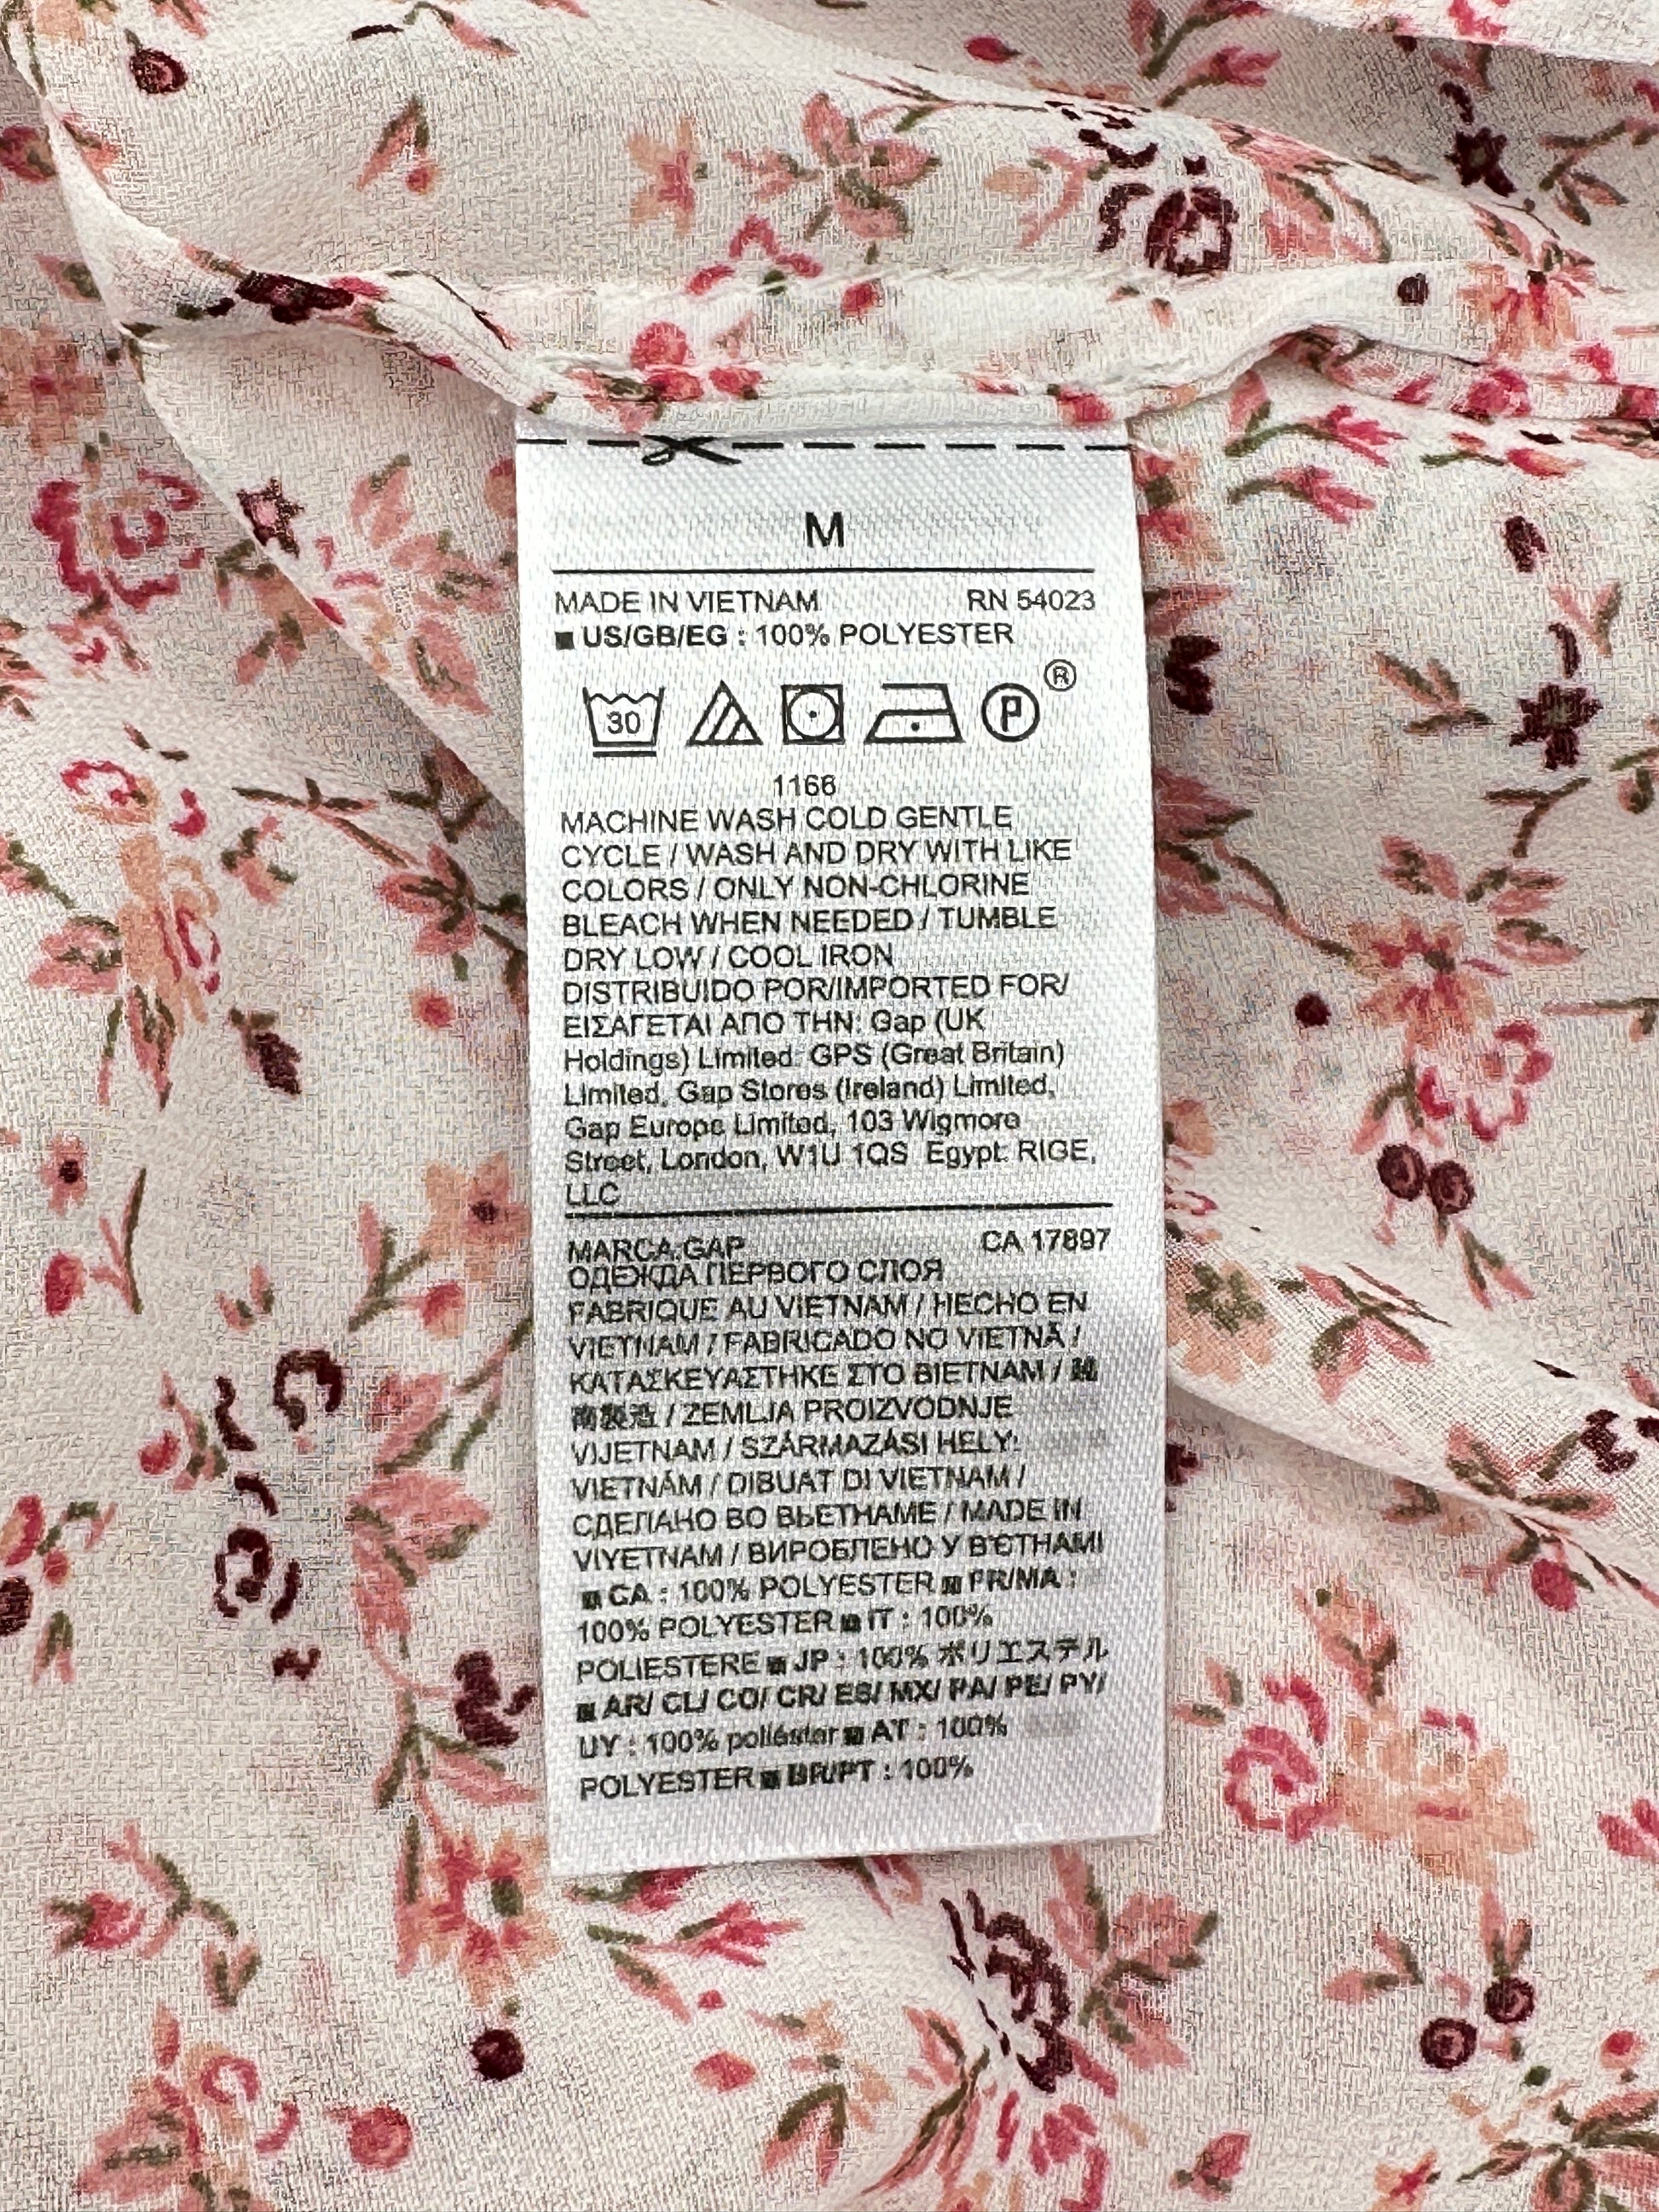 M
MADE IN VIETNAM RN 54023
■ US/GB/EG : 100% POLYESTER
30 P ®
1166
MACHINE WASH COLD GENTLE
CYCLE / WASH AND DRY WITH LIKE
COLORS / ONLY NON-CHLORINE
BLEACH WHEN NEEDED / TUMBLE
DRY LOW / COOL IRON
DISTRIBUIDO POR/IMPORTED FOR/
ΕΙΣΑΓΕΤΑΙ ΑΠΟ ΤΗΝ: Gap (UK
Holdings) Limited. GPS (Great Britain)
Limited, Gap Stores (Ireland) Limited,
Gap Europe Limited, 103 Wigmore
Street, London, W1U 1QS Egypt: RIGE,
LLC
MARCA:GAP CA 17897
ОДЕЖДА ПЕРВОГО СЛОЯ
FABRIQUE AU VIETNAM / HECHO EN
VIETNAM / FABRICADO NO VIETNÃ /
ΚΑΤΑΣΚΕΥΑΣΤΗΚΕ ΣΤΟ ΒΙΕΤΝΑΜ / 越
南製造 / ZEMLJA PROIZVODNJE
VIJETNAM / SZÁRMAZÁSI HELY:
VIETNÁM / DIBUAT DI VIETNAM /
СДЕЛАНО ВО ВЬЕТНАМЕ / MADE IN
VIYETNAM / ВИРОБЛЕНО У В'ЄТНАМІ
■ CA : 100% POLYESTER ■ FR/MA :
100% POLYESTER ■ IT : 100%
POLIESTERE ■ JP : 100% ポリエステル
■ AR/ CL/ CO/ CR/ ES/ MX/ PA/ PE/ PY/
UY : 100% poliéster ■ AT : 100%
POLYESTER ■ BR/PT : 100%